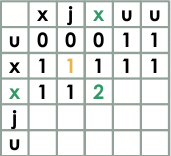 x j x u u
u 0 0 0 1 1
x 1 1 1 1 1
x 1 1 2
j
u